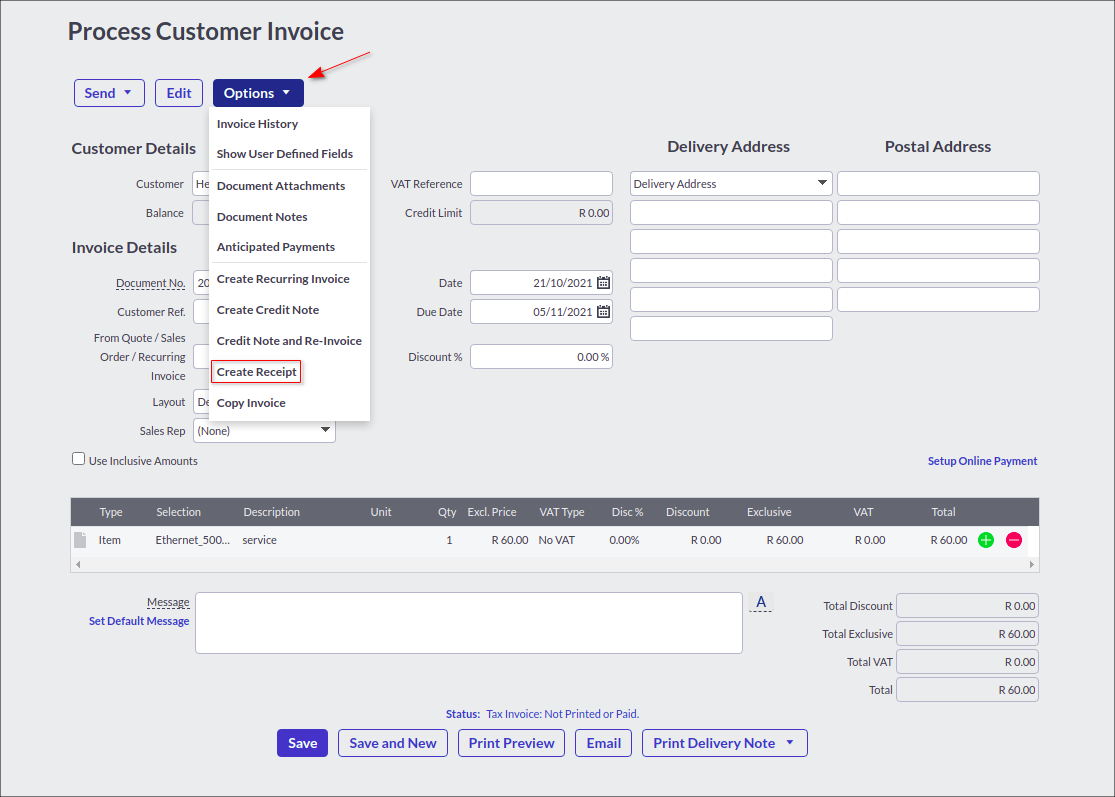 Process Customer Invoice
Send Edit Options
Invoice History
Show User Defined Fields
Document Attachments
Document Notes
Anticipated Payments
Create Recurring Invoice
Create Credit Note
Credit Note and Re-Invoice
Create Receipt
Copy Invoice
Customer Details
Customer He
Balance
VAT Reference
Credit Limit R 0.00
Delivery Address Postal Address
Delivery Address
Invoice Details
Document No. 20
Customer Ref.
From Quote / Sales
Order / Recurring
Invoice
Layout De
Sales Rep (None)
Date 21/10/2021
Due Date 05/11/2021
Discount % 0.00 %
Use Inclusive Amounts
Setup Online Payment
Type Selection Description Unit Qty Excl. Price VAT Type Disc % Discount Exclusive VAT Total
Item Ethernet_500... service 1 R 60.00 No VAT 0.00% R 0.00 R 60.00 R 0.00 R 60.00
Message
Set Default Message
A
Total Discount R 0.00
Total Exclusive R 60.00
Total VAT R 0.00
Total R 60.00
Status: Tax Invoice: Not Printed or Paid.
Save Save and New Print Preview Email Print Delivery Note